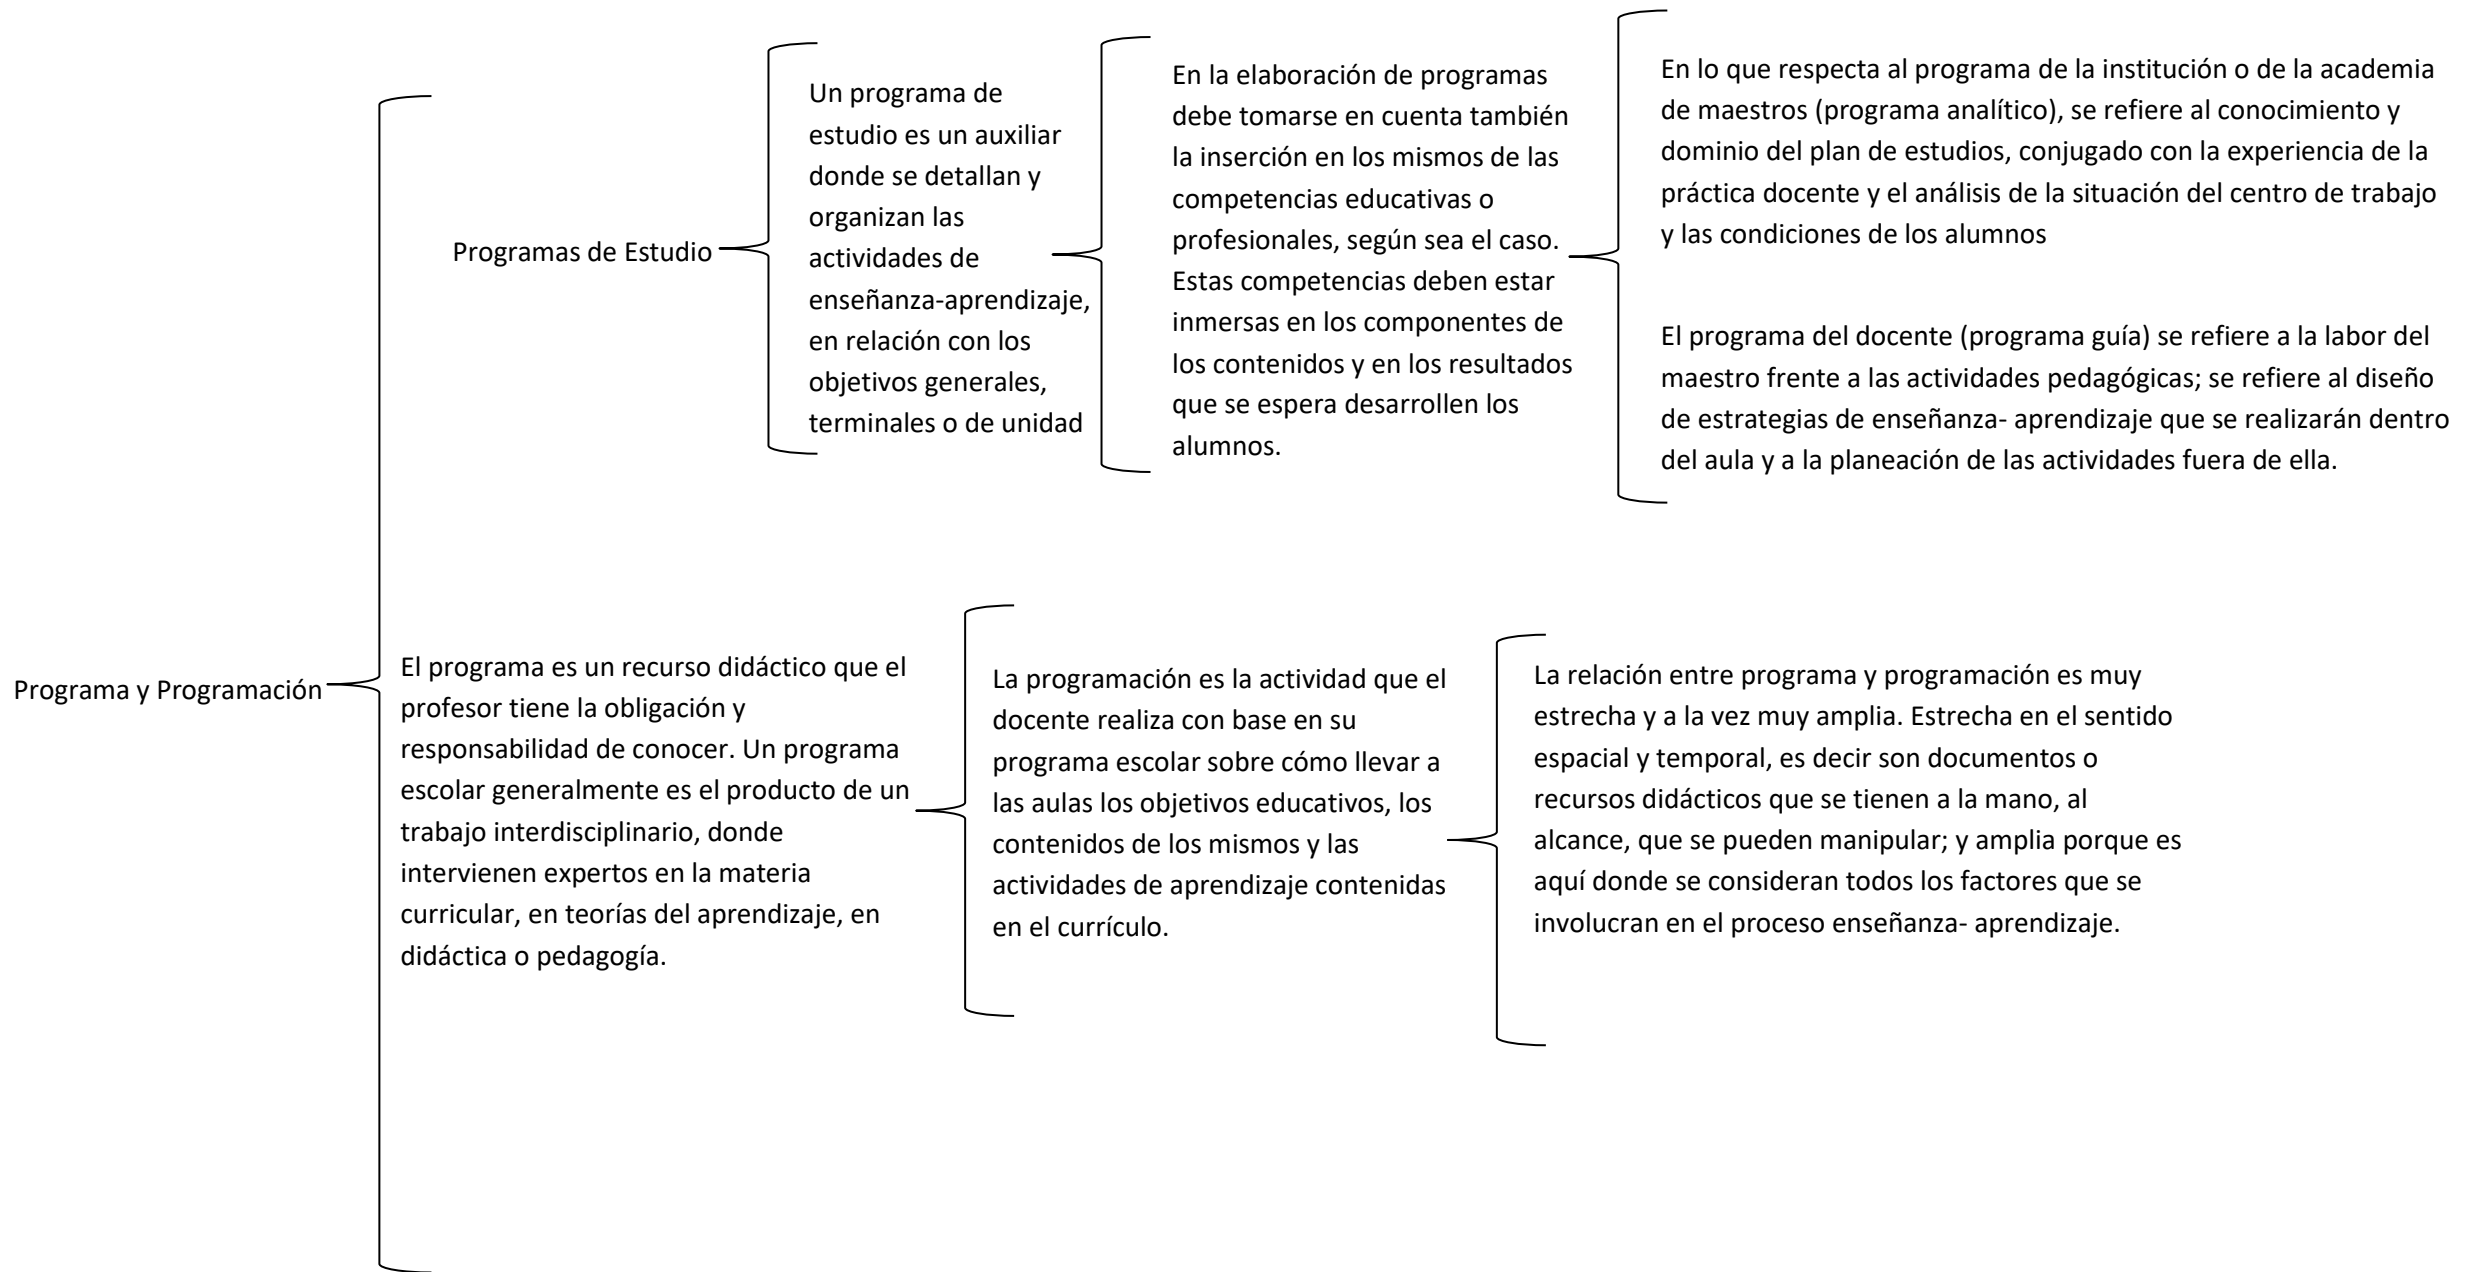 Programa y Programación
Programas de Estudio
Un programa de
estudio es un auxiliar
donde se detallan y
organizan las
actividades de
enseñanza-aprendizaje,
en relación con los
objetivos generales,
terminales o de unidad
En la elaboración de programas
debe tomarse en cuenta también
la inserción en los mismos de las
competencias educativas o
profesionales, según sea el caso.
Estas competencias deben estar
inmersas en los componentes de
los contenidos y en los resultados
que se espera desarrollen los
alumnos.
En lo que respecta al programa de la institución o de la academia
de maestros (programa analítico), se refiere al conocimiento y
dominio del plan de estudios, conjugado con la experiencia de la
práctica docente y el análisis de la situación del centro de trabajo
y las condiciones de los alumnos
El programa del docente (programa guía) se refiere a la labor del
maestro frente a las actividades pedagógicas; se refiere al diseño
de estrategias de enseñanza- aprendizaje que se realizarán dentro
del aula y a la planeación de las actividades fuera de ella.
El programa es un recurso didáctico que el
profesor tiene la obligación y
responsabilidad de conocer. Un programa
escolar generalmente es el producto de un
trabajo interdisciplinario, donde
intervienen expertos en la materia
curricular, en teorías del aprendizaje, en
didáctica o pedagogía.
La programación es la actividad que el
docente realiza con base en su
programa escolar sobre cómo llevar a
las aulas los objetivos educativos, los
contenidos de los mismos y las
actividades de aprendizaje contenidas
en el currículo.
La relación entre programa y programación es muy
estrecha y a la vez muy amplia. Estrecha en el sentido
espacial y temporal, es decir son documentos o
recursos didácticos que se tienen a la mano, al
alcance, que se pueden manipular; y amplia porque es
aquí donde se consideran todos los factores que se
involucran en el proceso enseñanza- aprendizaje.